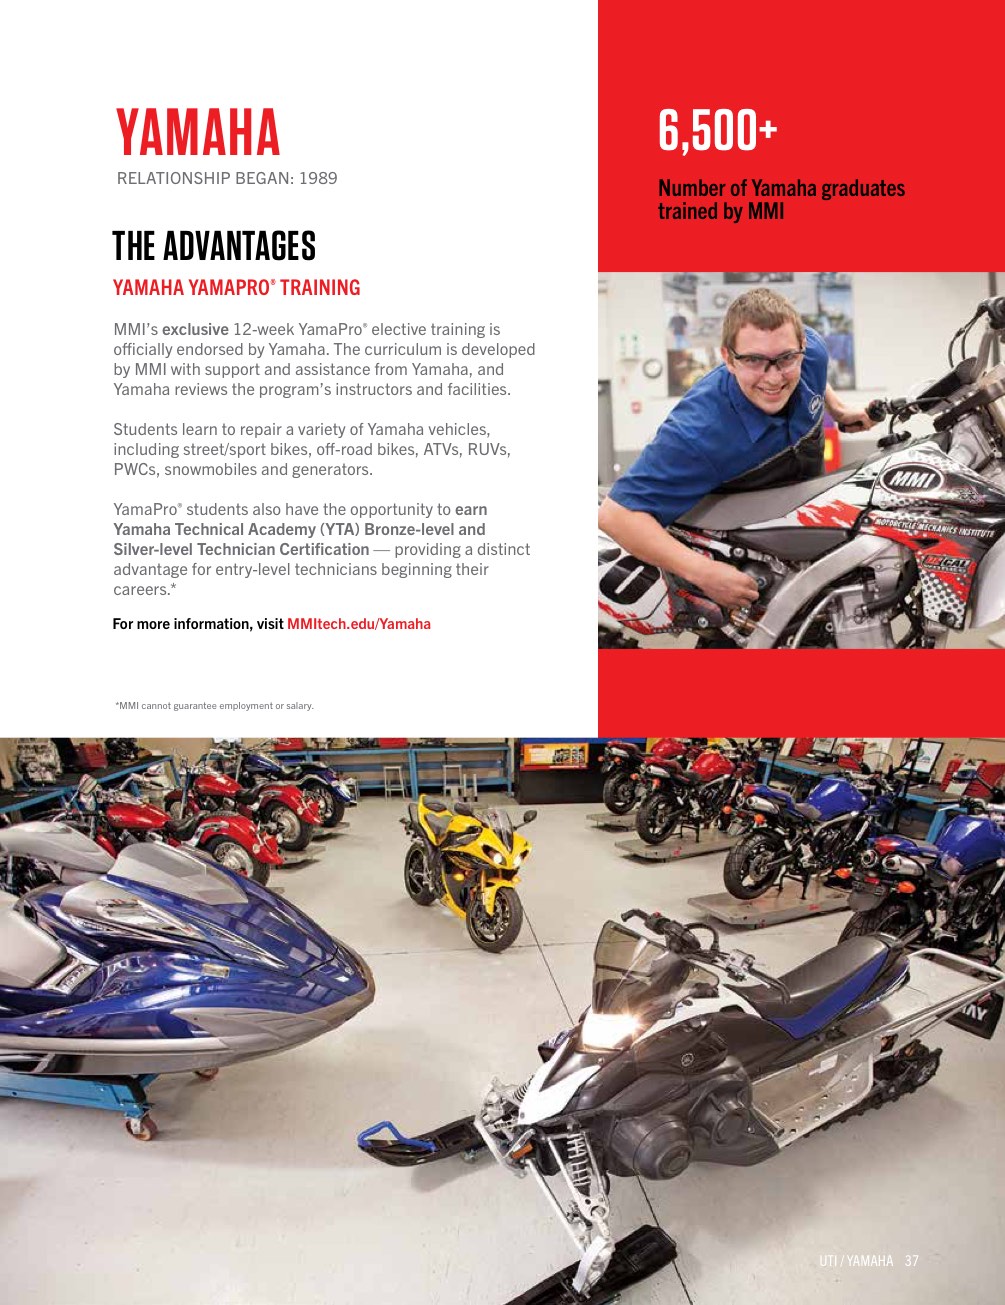 YAMAHA
RELATIONSHIP BEGAN: 1989
THE ADVANTAGES
YAMAHA YAMAPRO® TRAINING
MMI's exclusive 12-week YamaPro® elective training is
officially endorsed by Yamaha. The curriculum is developed
by MMI with support and assistance from Yamaha, and
Yamaha reviews the program's instructors and facilities.
Students learn to repair a variety of Yamaha vehicles,
including street/sport bikes, off-road bikes, ATVs, RUVs,
PWCs, snowmobiles and generators.
YamaPro® students also have the opportunity to earn
Yamaha Technical Academy (YTA) Bronze-level and
Silver-level Technician Certification — providing a distinct
advantage for entry-level technicians beginning their
careers.*
For more information, visit MMItech.edu/Yamaha
*MMI cannot guarantee employment or salary.
6,500+
Number of Yamaha graduates
trained by MMI
MMI
MOTORCYCLE MECHANICS INSTITUTE
UTI / YAMAHA 37